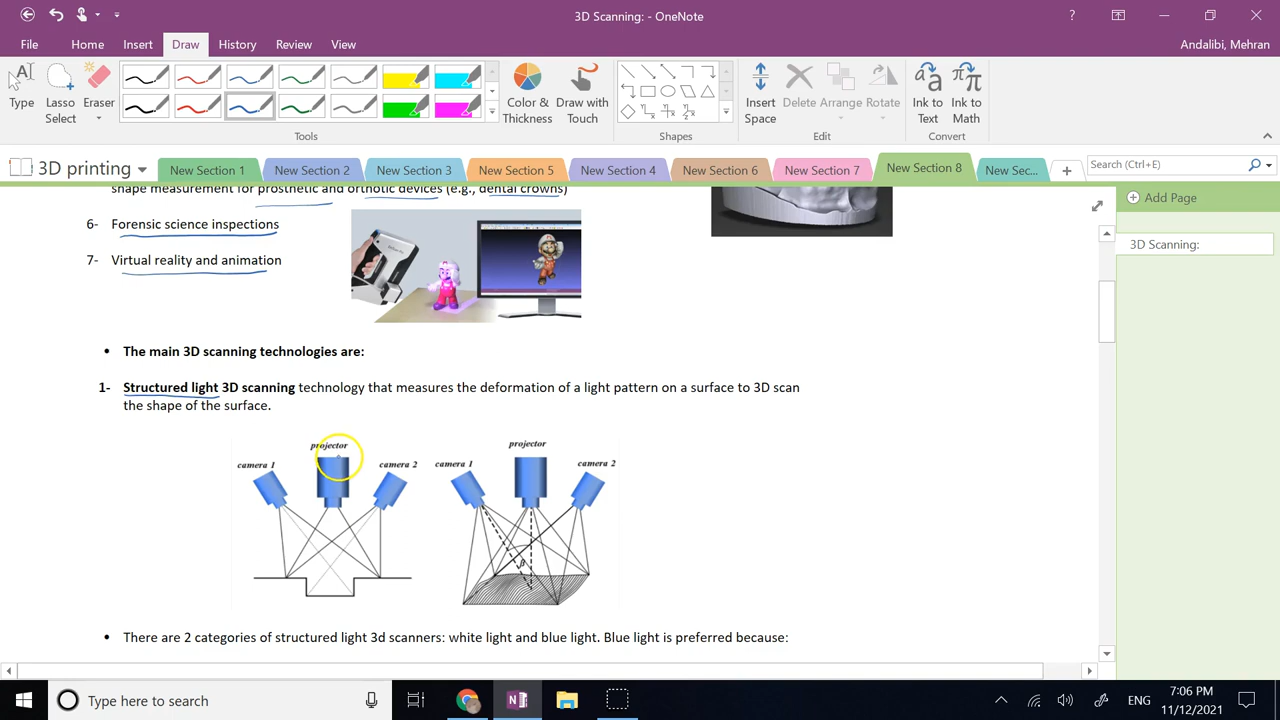 3D Scanning: - OneNote
?
File Home Insert Draw History Review View
Andalibi, Mehran
Type
Lasso Select
Eraser
Color & Thickness
Draw with Touch
Insert Space
Delete
Arrange
Rotate
Ink to Text
Ink to Math
Tools
Shapes
Edit
Convert
3D printing
New Section 1
New Section 2
New Section 3
New Section 5
New Section 4
New Section 6
New Section 7
New Section 8
New Sec...
Search (Ctrl+E)
Add Page
3D Scanning:
shape measurement for prosthetic and orthotic devices (e.g., dental crowns)
6- Forensic science inspections
7- Virtual reality and animation
• The main 3D scanning technologies are:
1- Structured light 3D scanning technology that measures the deformation of a light pattern on a surface to 3D scan
the shape of the surface.
projector
camera 1
camera 2
projector
camera 1
camera 2
β
• There are 2 categories of structured light 3d scanners: white light and blue light. Blue light is preferred because:
Type here to search
ENG
7:06 PM
11/12/2021